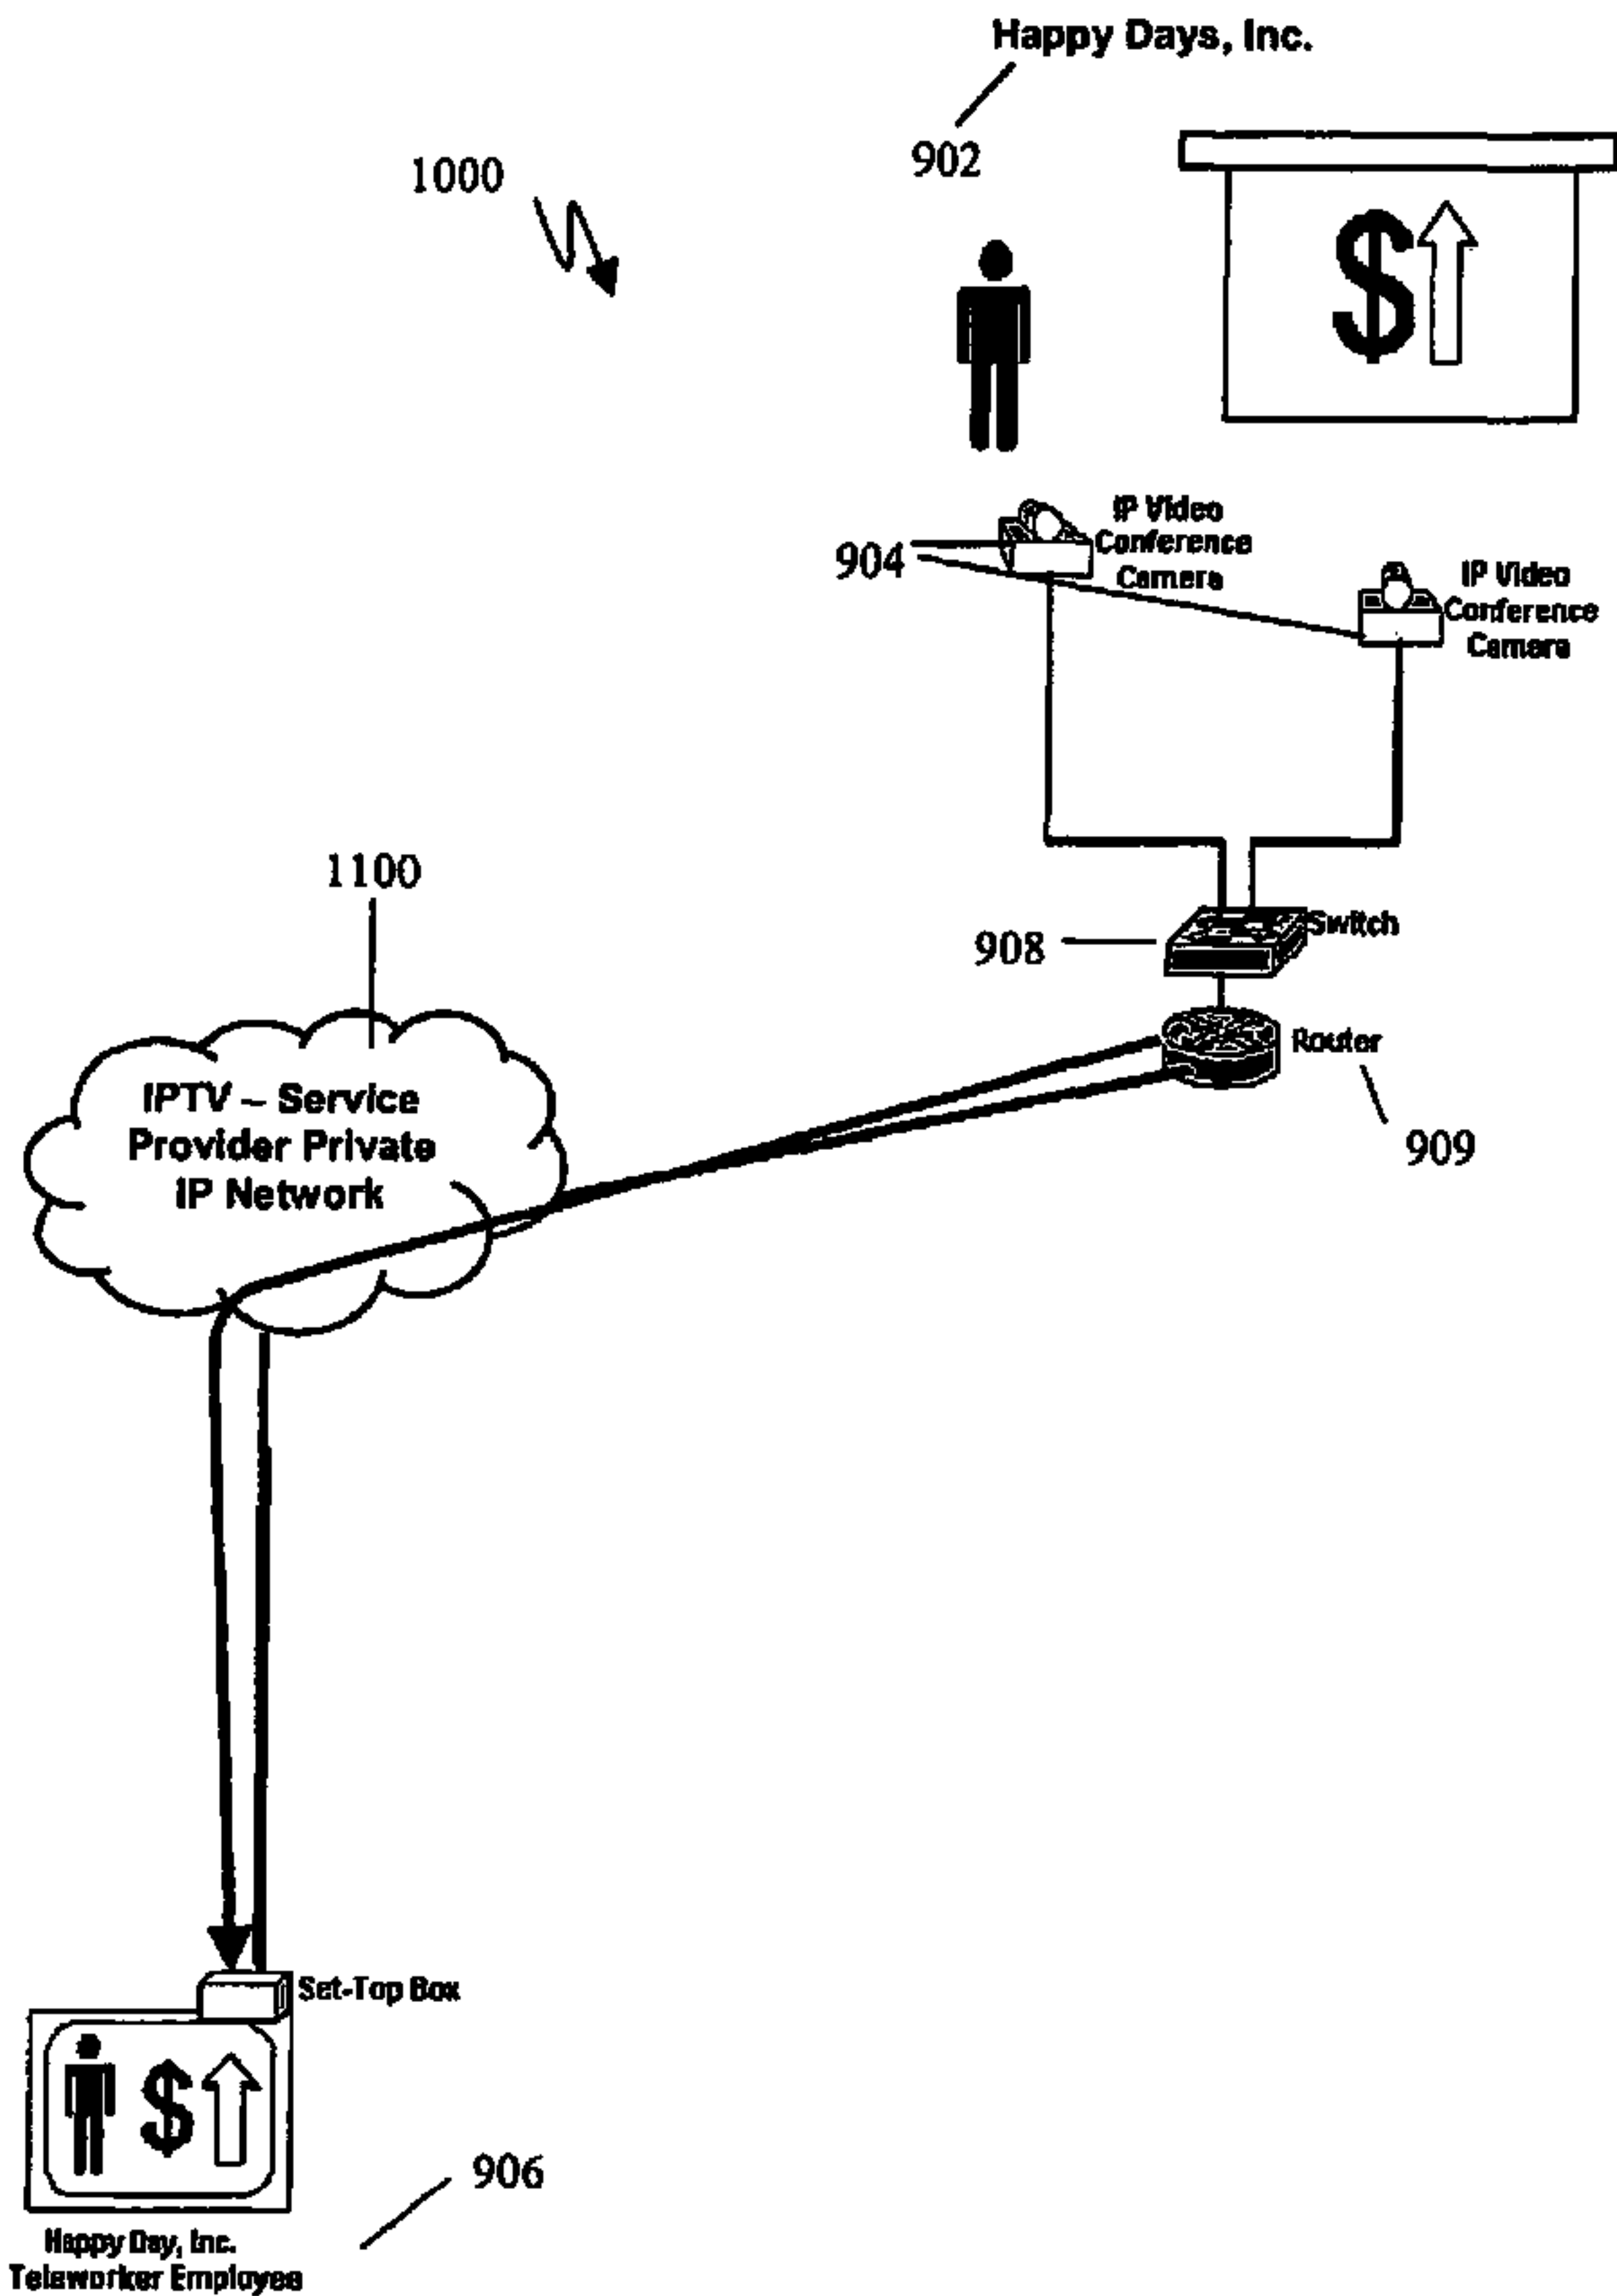 Happy Days, Inc.
902
1000
$
IP Video
Conference
Camera
904
IP Video
Conference
Camera
1100
Switch
908
Router
909
IPTV – Service
Provider Private
IP Network
Set-Top Box
$
906
Happy Day, Inc.
Teleworker Employee